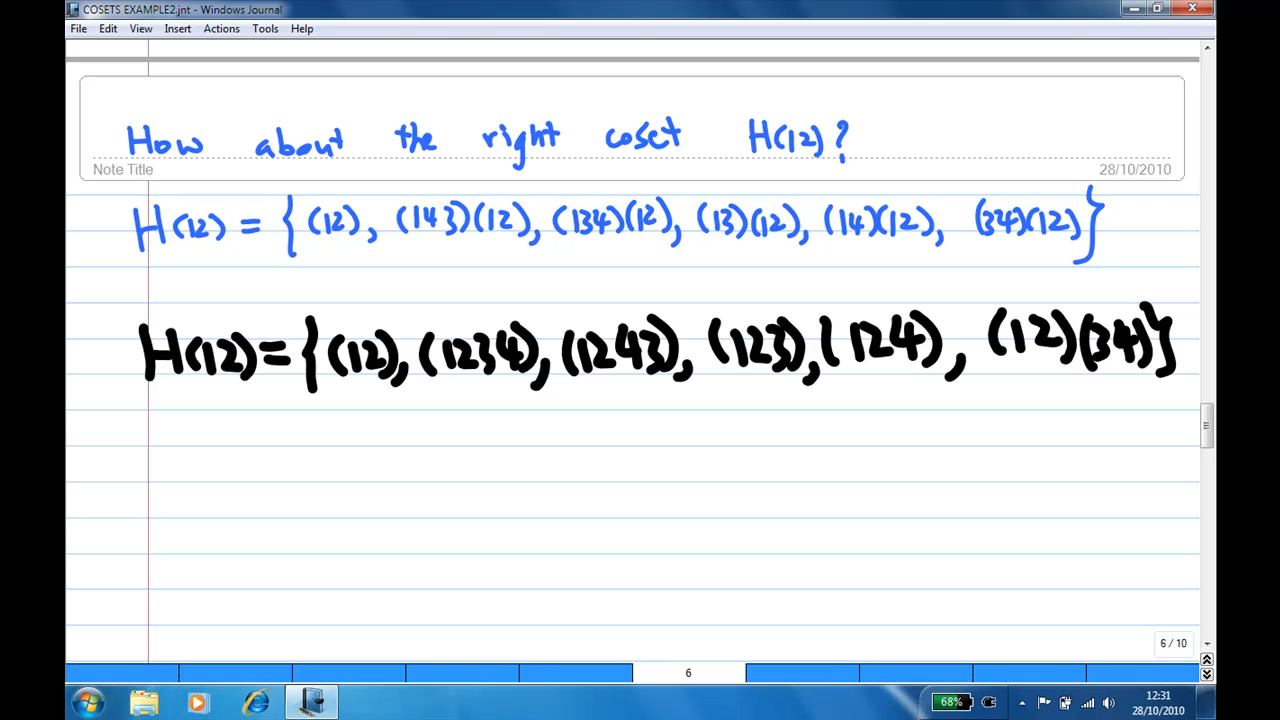 COSETS EXAMPLE2.jnt - Windows Journal
File Edit View Insert Actions Tools Help
How about the right coset H(12)?
Note Title 28/10/2010
H(12) = {(12), (143)(12), (134)(12), (13)(12), (14)(12), (34)(12)}
H(12)={(12), (1234), (1243), (123), (124), (12)(34)}
6 / 10
6
68% 12:31
28/10/2010